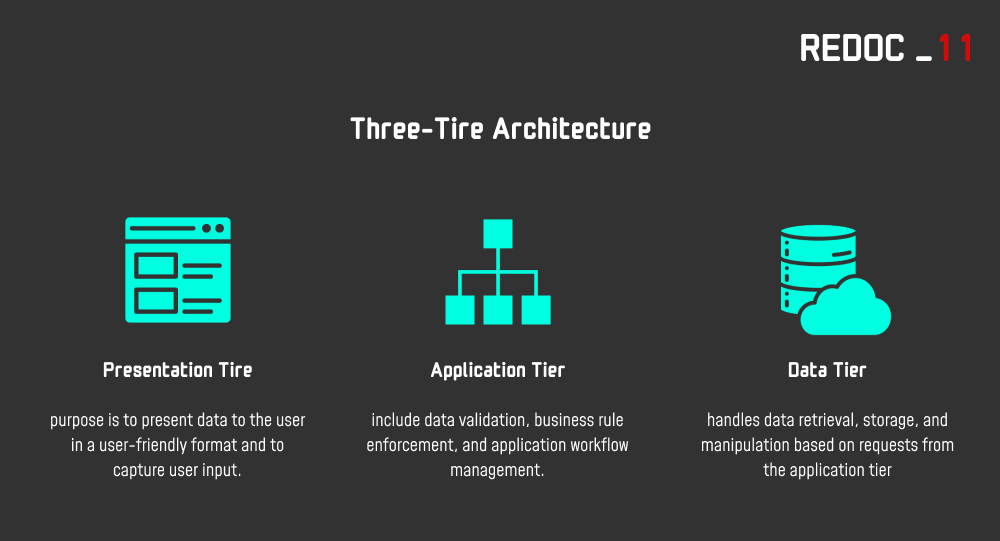 REDOC _11
Three-Tire Architecture
Presentation Tire
purpose is to present data to the user
in a user-friendly format and to
capture user input.
Application Tier
include data validation, business rule
enforcement, and application workflow
management.
Data Tier
handles data retrieval, storage, and
manipulation based on requests from
the application tier